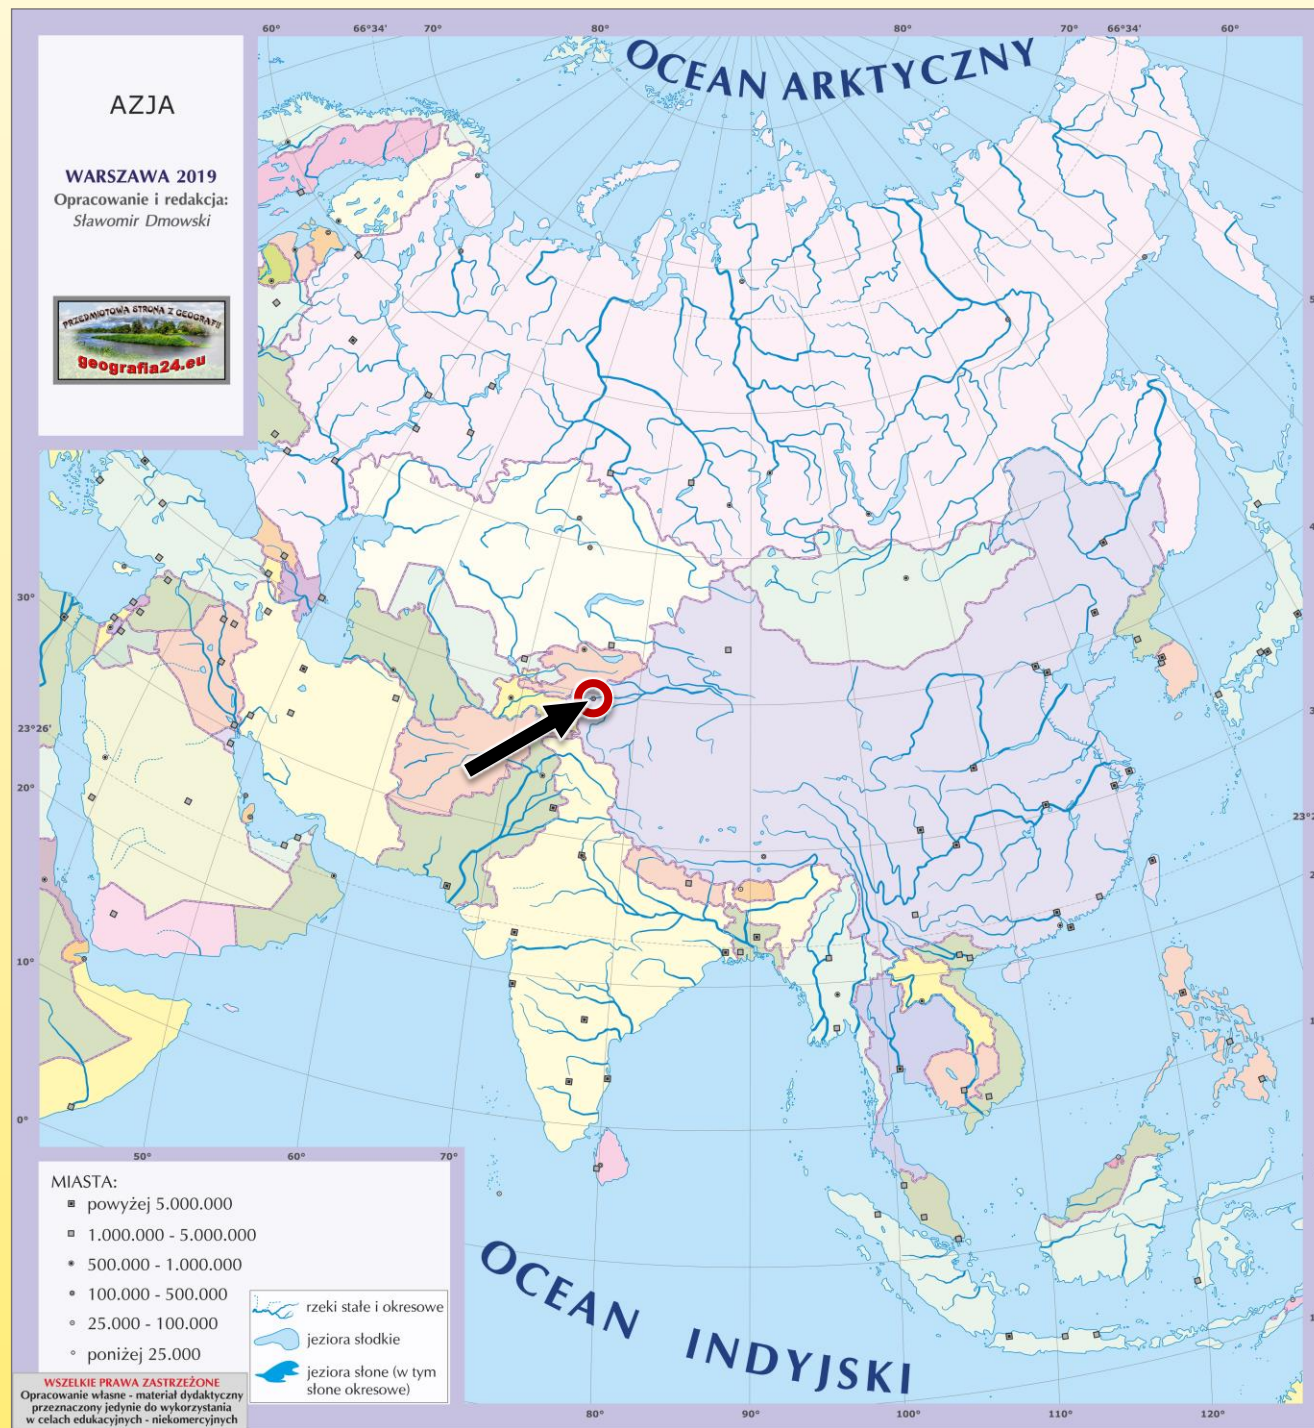 60°
66°34'
70°
80°
80°
70°
66°34'
60°
OCEAN ARKTYCZNY
AZJA
WARSZAWA 2019
Opracowanie i redakcja:
Sławomir Dmowski
PRZEDMIOTOWA STRONA Z GEOGRAFII
geografia24.eu
30°
23°26'
20°
10°
0°
50°
60°
70°
MIASTA:
powyżej 5.000.000
1.000.000 - 5.000.000
500.000 - 1.000.000
100.000 - 500.000
25.000 - 100.000
poniżej 25.000
rzeki stałe i okresowe
jeziora słodkie
jeziora słone (w tym
słone okresowe)
OCEAN INDYJSKI
WSZELKIE PRAWA ZASTRZEŻONE
Opracowanie własne - materiał dydaktyczny
przeznaczony jedynie do wykorzystania
w celach edukacyjnych - niekomercyjnych
80°
90°
100°
110°
120°